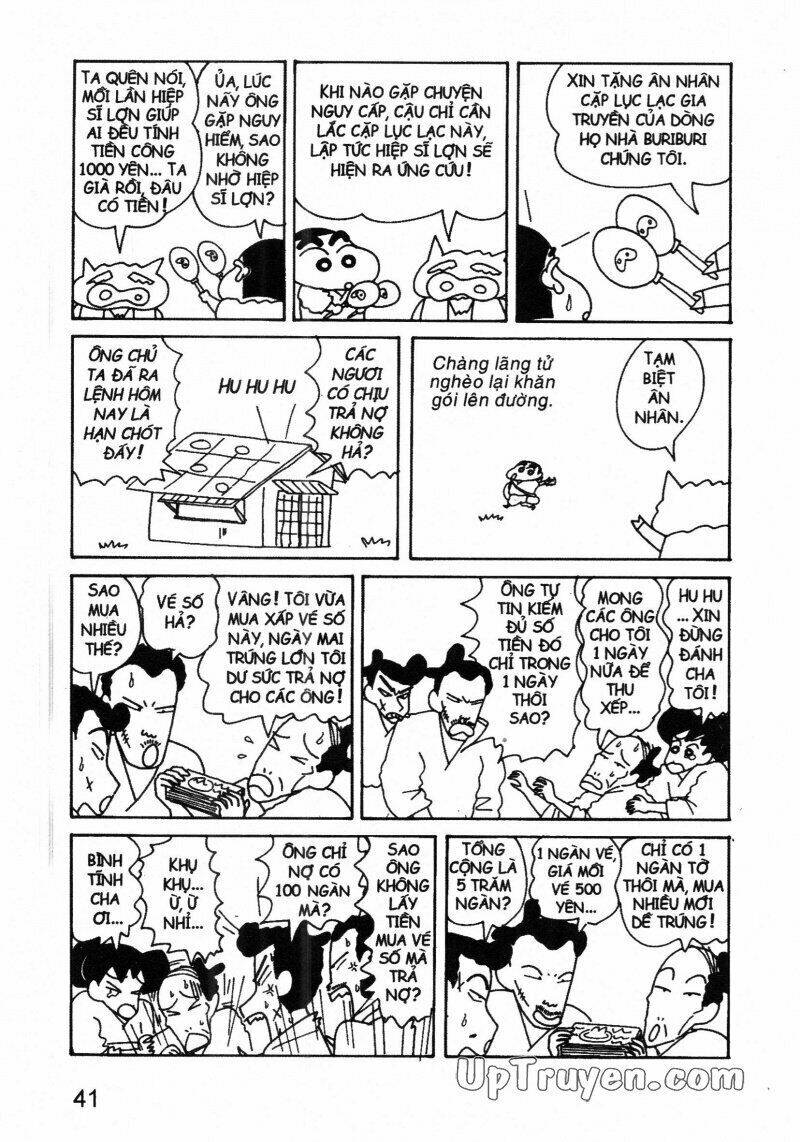 XIN TẶNG ÂN NHÂN
CẶP LỤC LẠC GIA
TRUYỀN CỦA DÒNG
HỌ NHÀ BURIBURI
CHÚNG TÔI.
KHI NÀO GẶP CHUYỆN
NGUY CẤP, CẬU CHỈ CẦN
LẮC CẶP LỤC LẠC NÀY,
LẬP TỨC HIỆP SĨ LỢN SẼ
HIỆN RA ỨNG CỨU!
ỦA, LÚC
NÃY ÔNG
GẶP NGUY
HIỂM, SAO
KHÔNG
NHỜ HIỆP
SĨ LỢN?
TA QUÊN NÓI,
MỖI LẦN HIỆP
SĨ LỢN GIÚP
AI ĐỀU TÍNH
TIỀN CÔNG
1000 YÊN... TA
GIÀ RỒI, ĐÂU
CÓ TIỀN!
TẠM
BIỆT
ÂN
NHÂN.
Chàng lãng tử
nghèo lại khăn
gói lên đường.
CÁC
NGƯƠI
CÓ CHỊU
TRẢ NỢ
KHÔNG
HẢ?
HU HU HU
ÔNG CHỦ
TA ĐÃ RA
LỆNH HÔM
NAY LÀ
HẠN CHÓT
ĐẤY!
HU HU
...XIN
ĐỪNG
ĐÁNH
CHA
TÔI!
MONG
CÁC ÔNG
CHO TÔI
1 NGÀY
NỮA ĐỂ
THU
XẾP...
ÔNG TỰ
TIN KIẾM
ĐỦ SỐ
TIỀN ĐÓ
CHỈ TRONG
1 NGÀY
THÔI
SAO?
VÂNG! TÔI VỪA
MUA XẤP VÉ SỐ
NÀY, NGÀY MAI
TRÚNG LỚN TÔI
DƯ SỨC TRẢ NỢ
CHO CÁC ÔNG!
VÉ SỐ
HẢ?
SAO
MUA
NHIỀU
THẾ?
CHỈ CÓ 1
NGÀN TỜ
THÔI MÀ, MUA
NHIỀU MỚI
DỄ TRÚNG!
1 NGÀN VÉ,
GIÁ MỖI
VÉ 500
YÊN...
TỔNG
CỘNG LÀ
5 TRĂM
NGÀN?
SAO
ÔNG
KHÔNG
LẤY
TIỀN
MUA VÉ
SỐ MÀ
TRẢ
NỢ?
ÔNG CHỈ
NỢ CÓ
100 NGÀN
MÀ?
KHỤ
KHỤ...
Ừ, Ừ
NHỈ...
BÌNH
TĨNH
CHA
ƠI...
41
UpTruyen.com